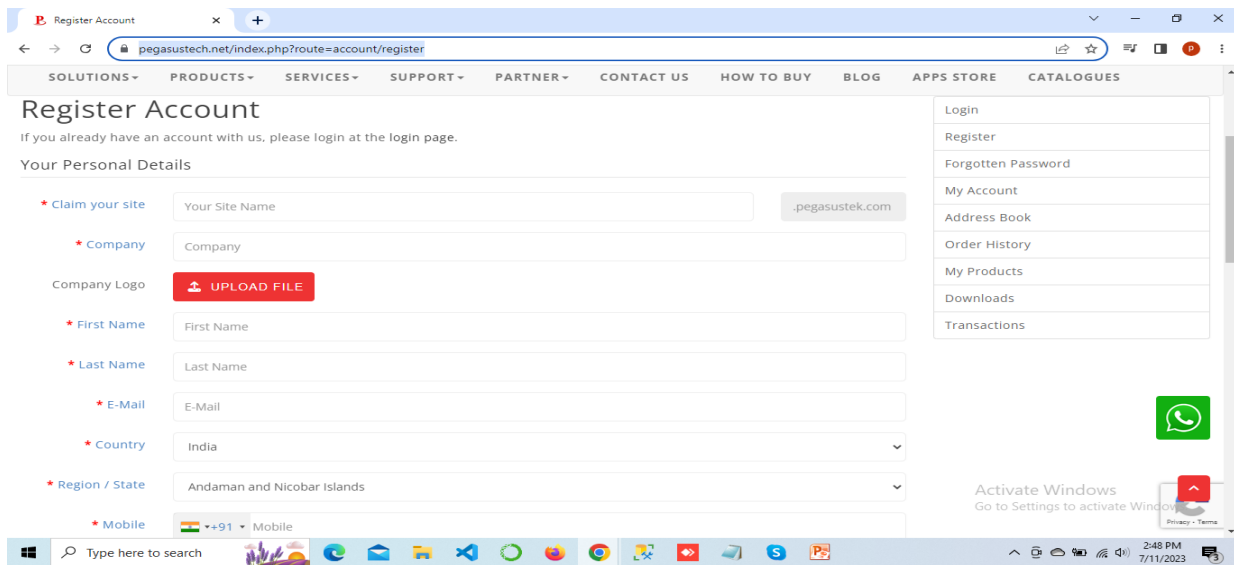 Register Account
pegasustech.net/index.php?route=account/register
P
SOLUTIONS PRODUCTS SERVICES SUPPORT PARTNER CONTACT US HOW TO BUY BLOG APPS STORE CATALOGUES
Register Account
If you already have an account with us, please login at the login page.
Your Personal Details
* Claim your site Your Site Name .pegasustek.com
* Company Company
Company Logo UPLOAD FILE
* First Name First Name
* Last Name Last Name
* E-Mail E-Mail
* Country India
* Region / State Andaman and Nicobar Islands
* Mobile +91 Mobile
Login
Register
Forgotten Password
My Account
Address Book
Order History
My Products
Downloads
Transactions
Activate Windows
Go to Settings to activate Windows
Privacy - Terms
Type here to search
2:48 PM
7/11/2023
3